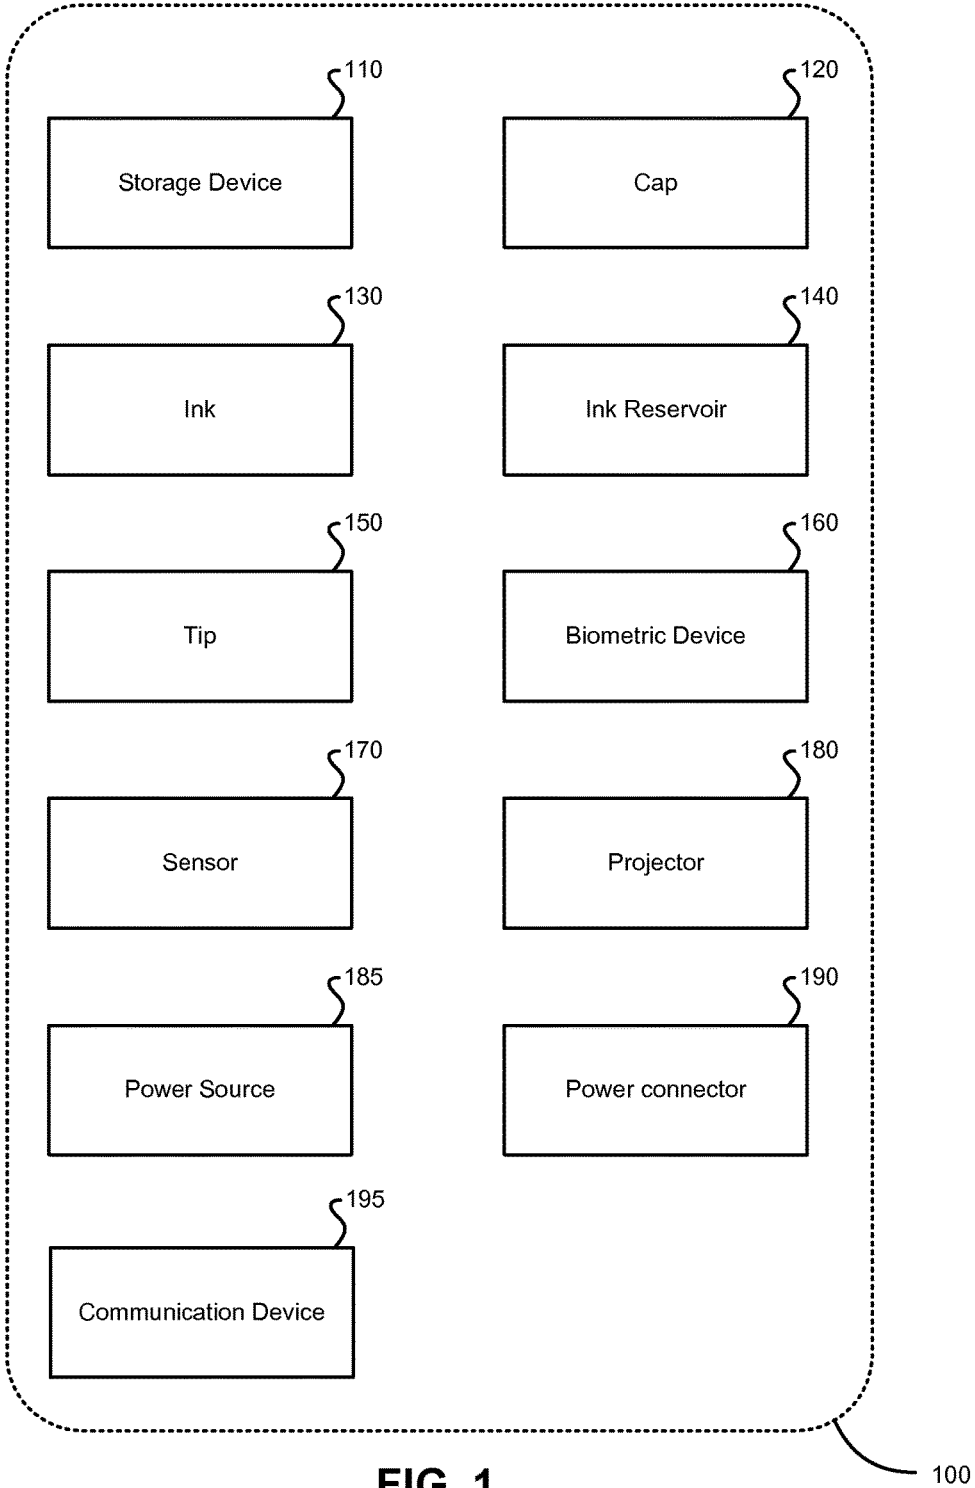 110
120
Storage Device
Cap
130
140
Ink
Ink Reservoir
150
160
Tip
Biometric Device
170
180
Sensor
Projector
185
190
Power Source
Power connector
195
Communication Device
100
FIG. 1